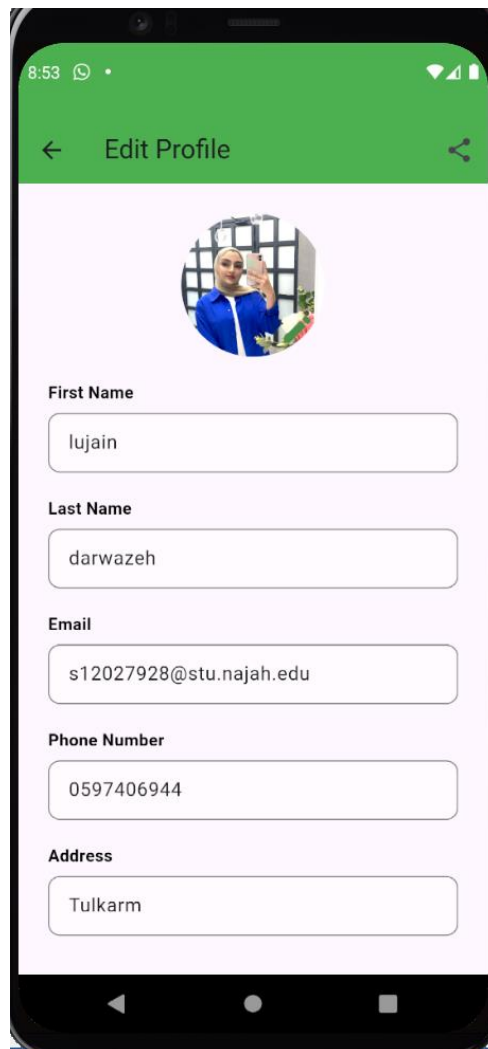 8:53
Edit Profile
First Name
lujain
Last Name
darwazeh
Email
s12027928@stu.najah.edu
Phone Number
0597406944
Address
Tulkarm